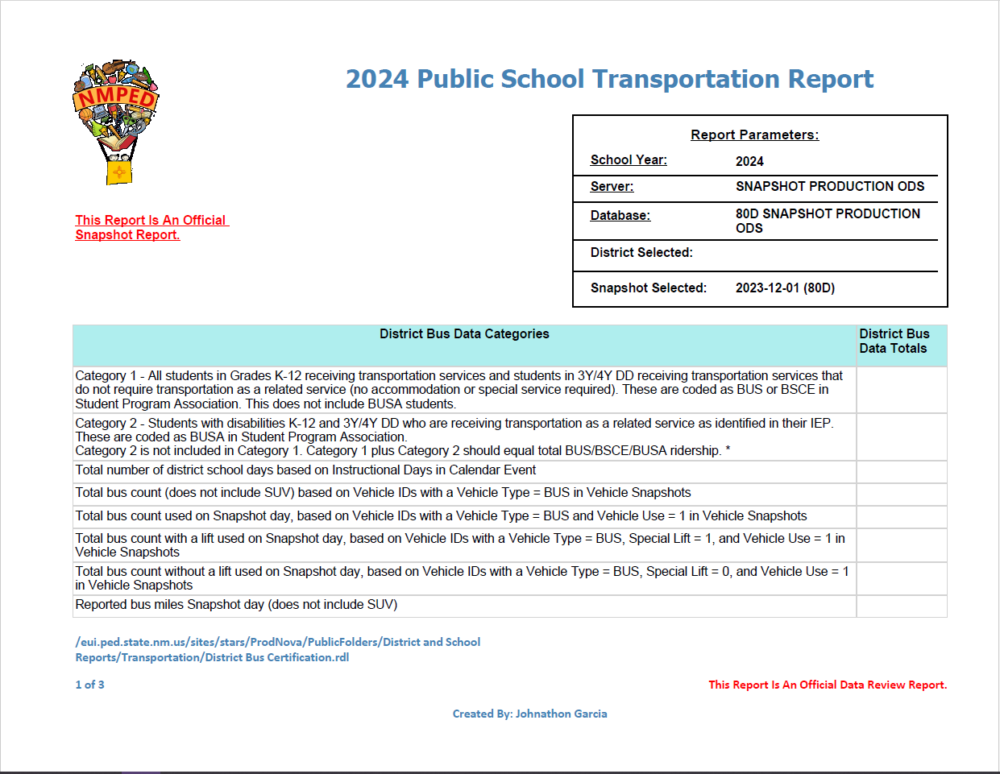 2024 Public School Transportation Report
NMPED
Report Parameters:
School Year: 2024
Server: SNAPSHOT PRODUCTION ODS
Database: 80D SNAPSHOT PRODUCTION
ODS
District Selected:
Snapshot Selected: 2023-12-01 (80D)
This Report Is An Official
Snapshot Report.
District Bus Data Categories
District Bus
Data Totals
Category 1 - All students in Grades K-12 receiving transportation services and students in 3Y/4Y DD receiving transportation services that
do not require transportation as a related service (no accommodation or special service required). These are coded as BUS or BSCE in
Student Program Association. This does not include BUSA students.
Category 2 - Students with disabilities K-12 and 3Y/4Y DD who are receiving transportation as a related service as identified in their IEP.
These are coded as BUSA in Student Program Association.
Category 2 is not included in Category 1. Category 1 plus Category 2 should equal total BUS/BSCE/BUSA ridership. *
Total number of district school days based on Instructional Days in Calendar Event
Total bus count (does not include SUV) based on Vehicle IDs with a Vehicle Type = BUS in Vehicle Snapshots
Total bus count used on Snapshot day, based on Vehicle IDs with a Vehicle Type = BUS and Vehicle Use = 1 in Vehicle Snapshots
Total bus count with a lift used on Snapshot day, based on Vehicle IDs with a Vehicle Type = BUS, Special Lift = 1, and Vehicle Use = 1 in
Vehicle Snapshots
Total bus count without a lift used on Snapshot day, based on Vehicle IDs with a Vehicle Type = BUS, Special Lift = 0, and Vehicle Use = 1
in Vehicle Snapshots
Reported bus miles Snapshot day (does not include SUV)
/eui.ped.state.nm.us/sites/stars/ProdNova/PublicFolders/District and School
Reports/Transportation/District Bus Certification.rdl
1 of 3
This Report Is An Official Data Review Report.
Created By: Johnathon Garcia